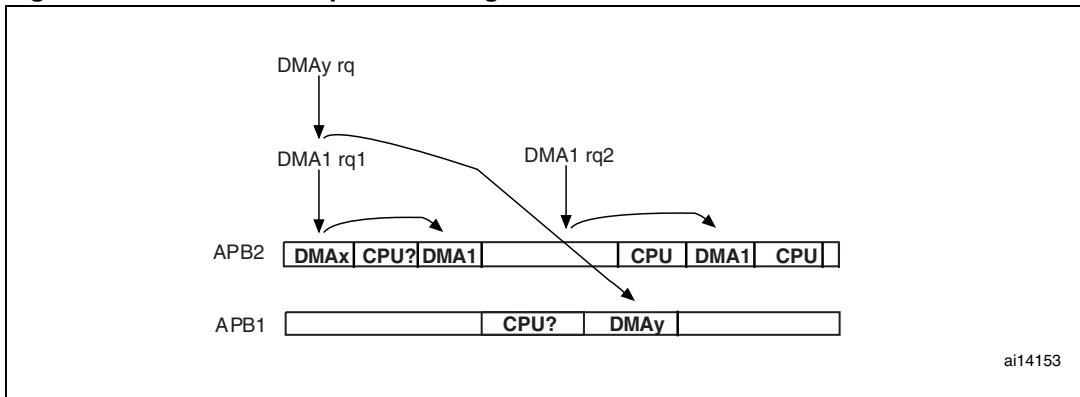 DMAy rq
DMA1 rq1
DMA1 rq2
APB2 DMAx CPU? DMA1 CPU DMA1 CPU
APB1 CPU? DMAy
ai14153